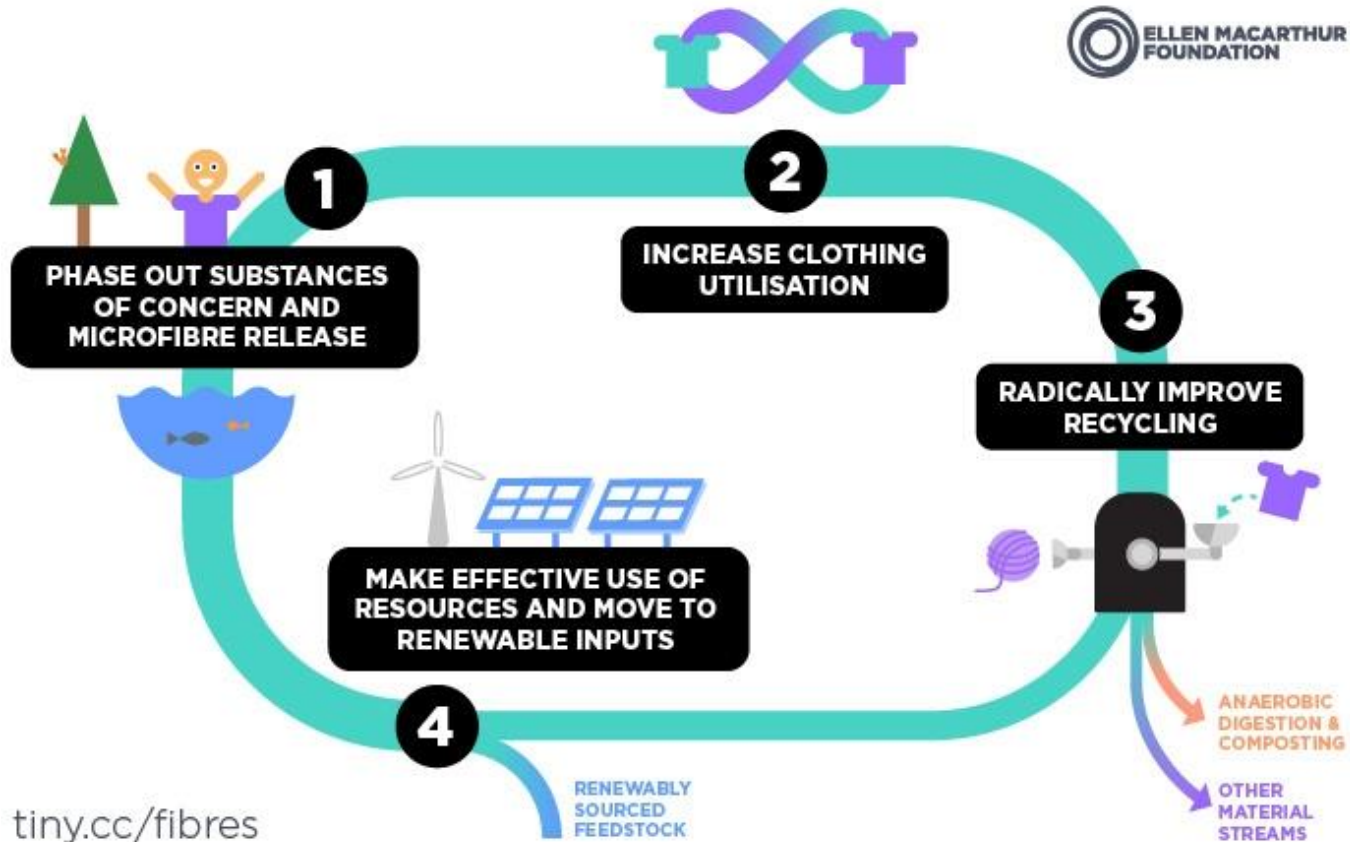 ELLEN MACARTHUR
FOUNDATION
1
PHASE OUT SUBSTANCES
OF CONCERN AND
MICROFIBRE RELEASE
2
INCREASE CLOTHING
UTILISATION
3
RADICALLY IMPROVE
RECYCLING
MAKE EFFECTIVE USE OF
RESOURCES AND MOVE TO
RENEWABLE INPUTS
4
ANAEROBIC
DIGESTION &
COMPOSTING
OTHER
MATERIAL
STREAMS
RENEWABLY
SOURCED
FEEDSTOCK
tiny.cc/fibres